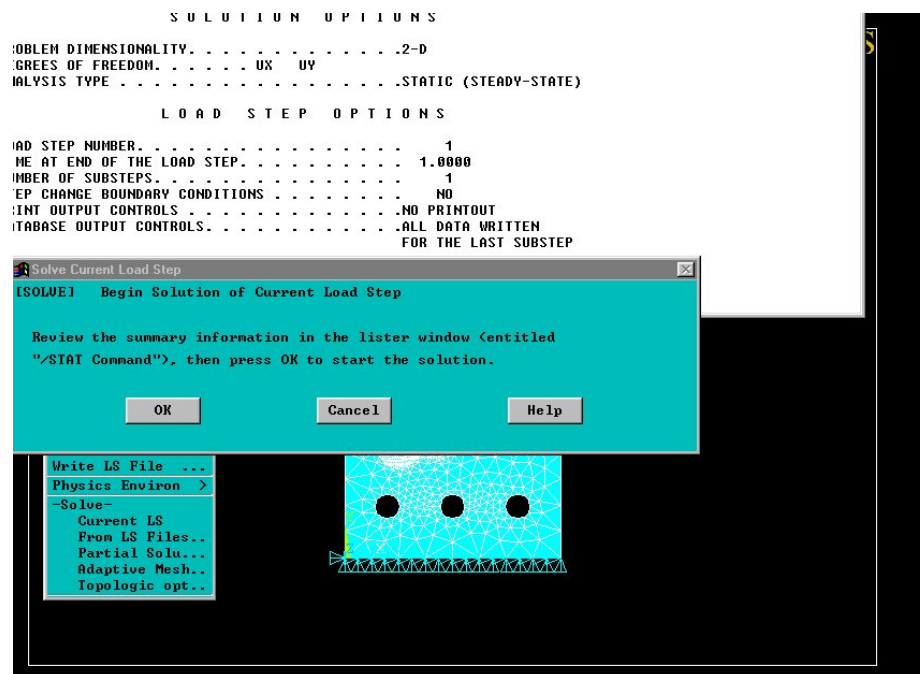 S O L U T I O N   O P T I O N S
OBLEM DIMENSIONALITY. . . . . . . . . . . . .2-D
GREES OF FREEDOM. . . . . . UX UY
ALYSIS TYPE . . . . . . . . . . . . . . . . .STATIC (STEADY-STATE)
L O A D   S T E P   O P T I O N S
AD STEP NUMBER. . . . . . . . . . . . . . . . 1
ME AT END OF THE LOAD STEP. . . . . . . . . . 1.0000
MBER OF SUBSTEPS. . . . . . . . . . . . . . . 1
EP CHANGE BOUNDARY CONDITIONS . . . . . . . . NO
INT OUTPUT CONTROLS . . . . . . . . . . . . .NO PRINTOUT
TABASE OUTPUT CONTROLS. . . . . . . . . . . .ALL DATA WRITTEN
FOR THE LAST SUBSTEP
S
Solve Current Load Step
[SOLVE] Begin Solution of Current Load Step
Review the summary information in the lister window (entitled
"/STAT Command"), then press OK to start the solution.
OK Cancel Help
Write LS File ...
Physics Environ >
-Solve-
Current LS
From LS Files..
Partial Solu...
Adaptive Mesh..
Topologic opt..